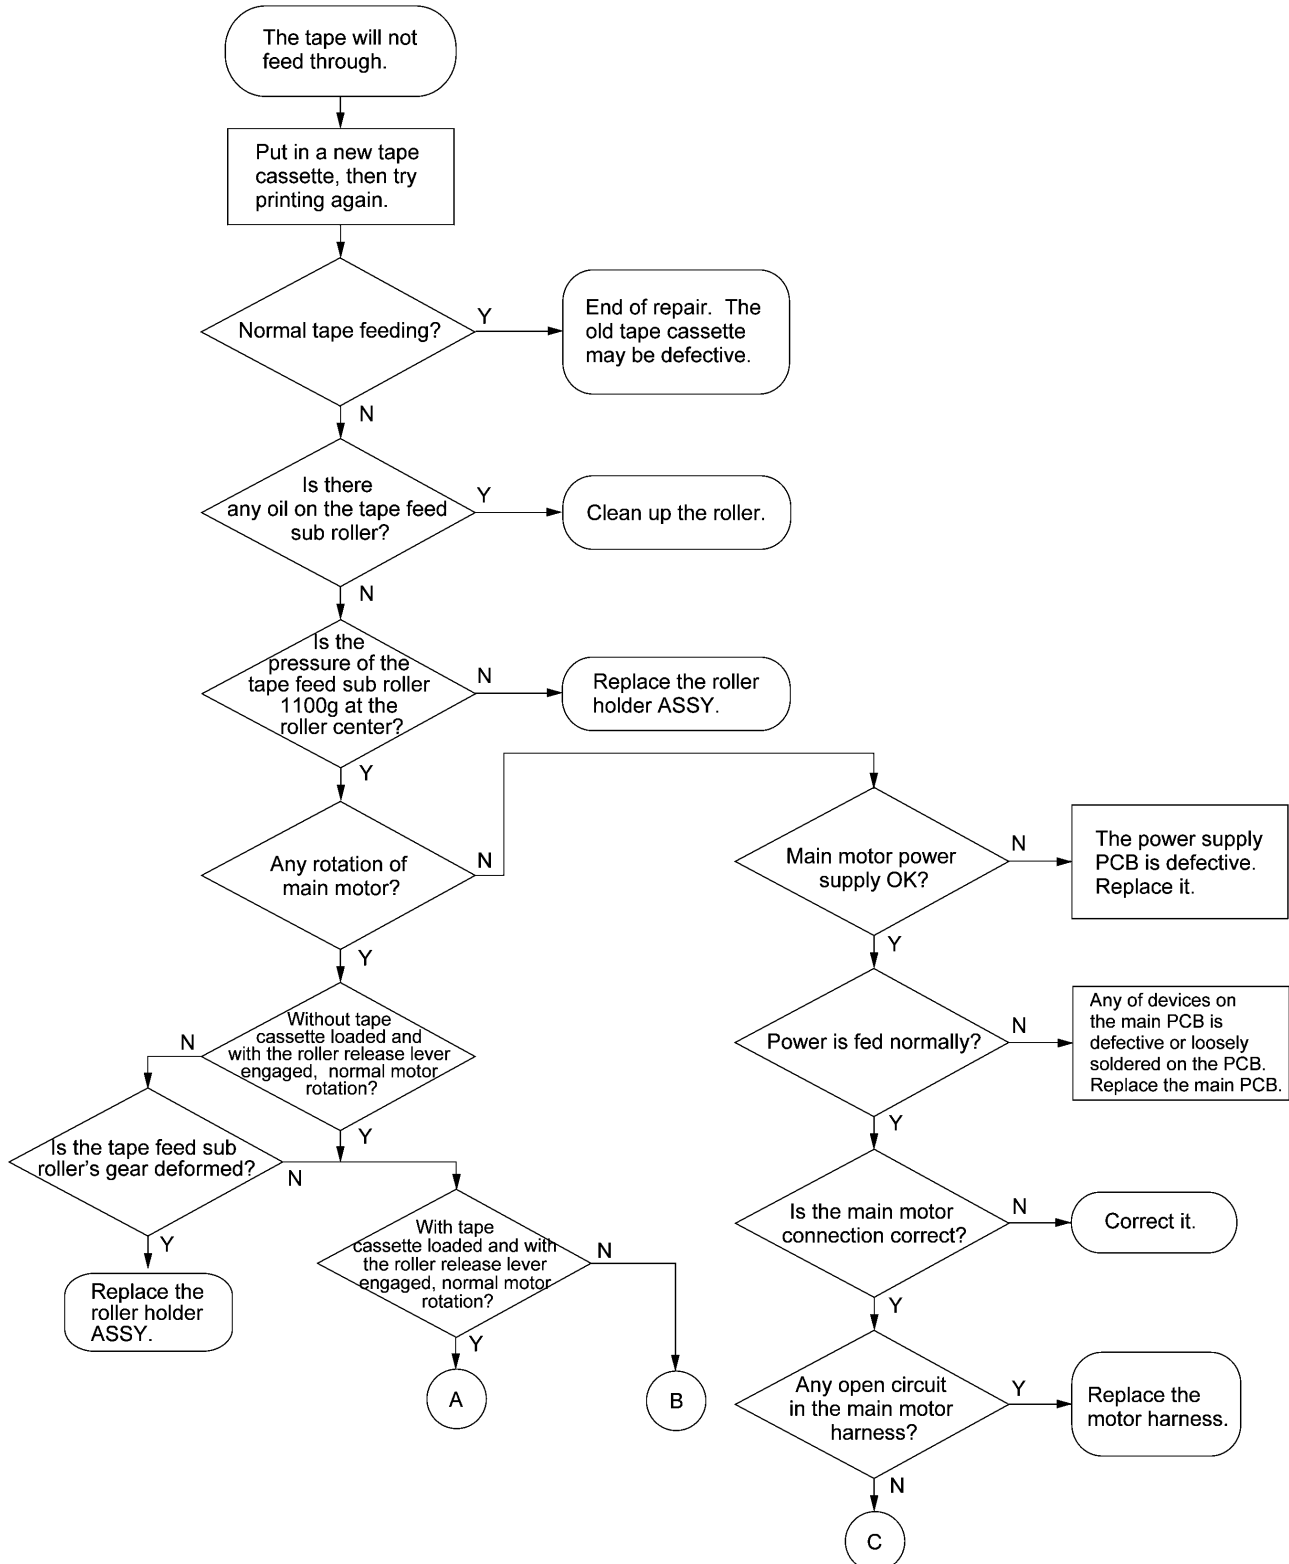 The tape will not
feed through.
Put in a new tape
cassette, then try
printing again.
Normal tape feeding?
Y
End of repair. The
old tape cassette
may be defective.
N
Is there
any oil on the tape feed
sub roller?
Y
Clean up the roller.
N
Is the
pressure of the
tape feed sub roller
1100g at the
roller center?
N
Replace the roller
holder ASSY.
Y
Any rotation of
main motor?
N
Main motor power
supply OK?
N
The power supply
PCB is defective.
Replace it.
Y
Y
Without tape
cassette loaded and
with the roller release lever
engaged, normal motor
rotation?
N
Power is fed normally?
N
Any of devices on
the main PCB is
defective or loosely
soldered on the PCB.
Replace the main PCB.
Y
Y
Is the tape feed sub
roller's gear deformed?
N
Y
Replace the
roller holder
ASSY.
With tape
cassette loaded and with
the roller release lever
engaged, normal motor
rotation?
N
Y
A
B
Is the main motor
connection correct?
N
Correct it.
Y
Any open circuit
in the main motor
harness?
Y
Replace the
motor harness.
N
C